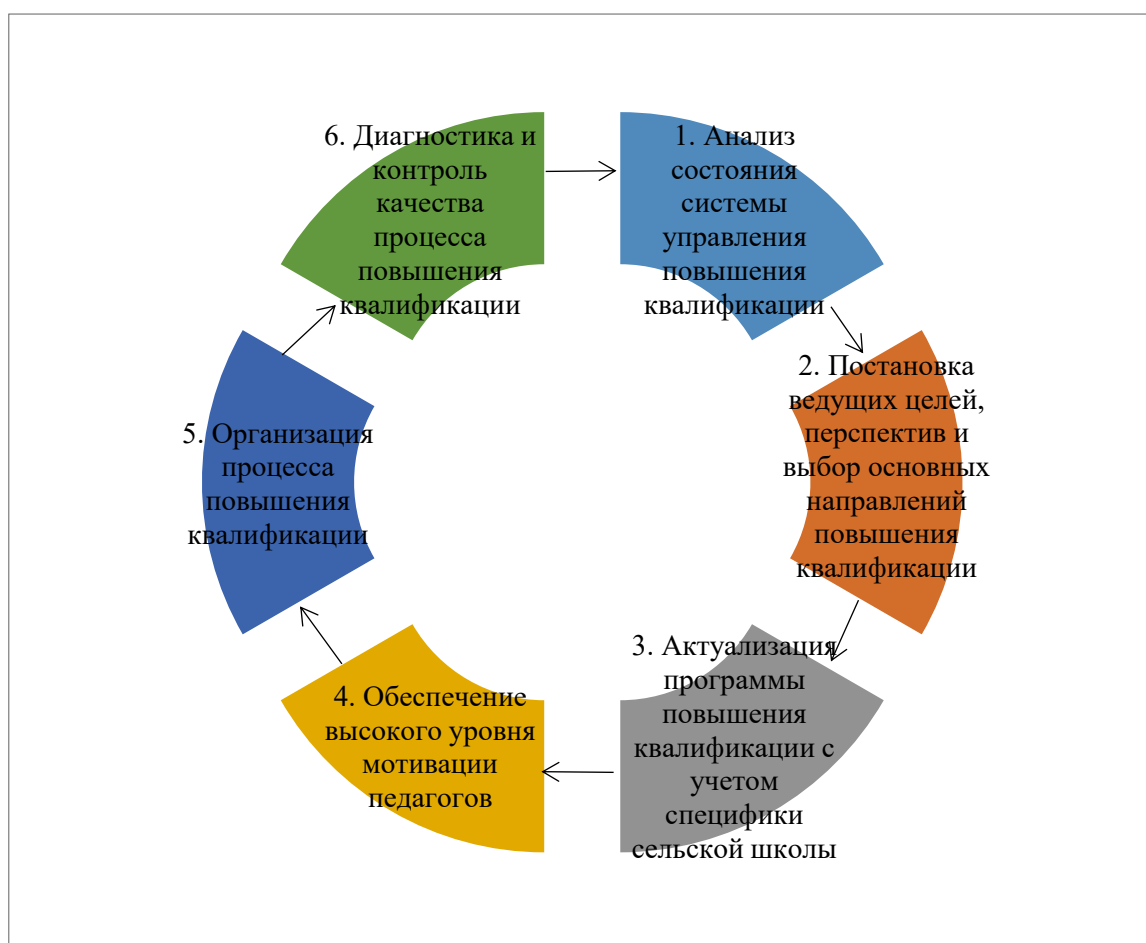 1. Анализ
состояния
системы
управления
повышения
квалификации
2. Постановка
ведущих целей,
перспектив и
выбор основных
направлений
повышения
квалификации
3. Актуализация
программы
повышения
квалификации с
учетом
специфики
сельской школы
4. Обеспечение
высокого уровня
мотивации
педагогов
5. Организация
процесса
повышения
квалификации
6. Диагностика и
контроль
качества
процесса
повышения
квалификации